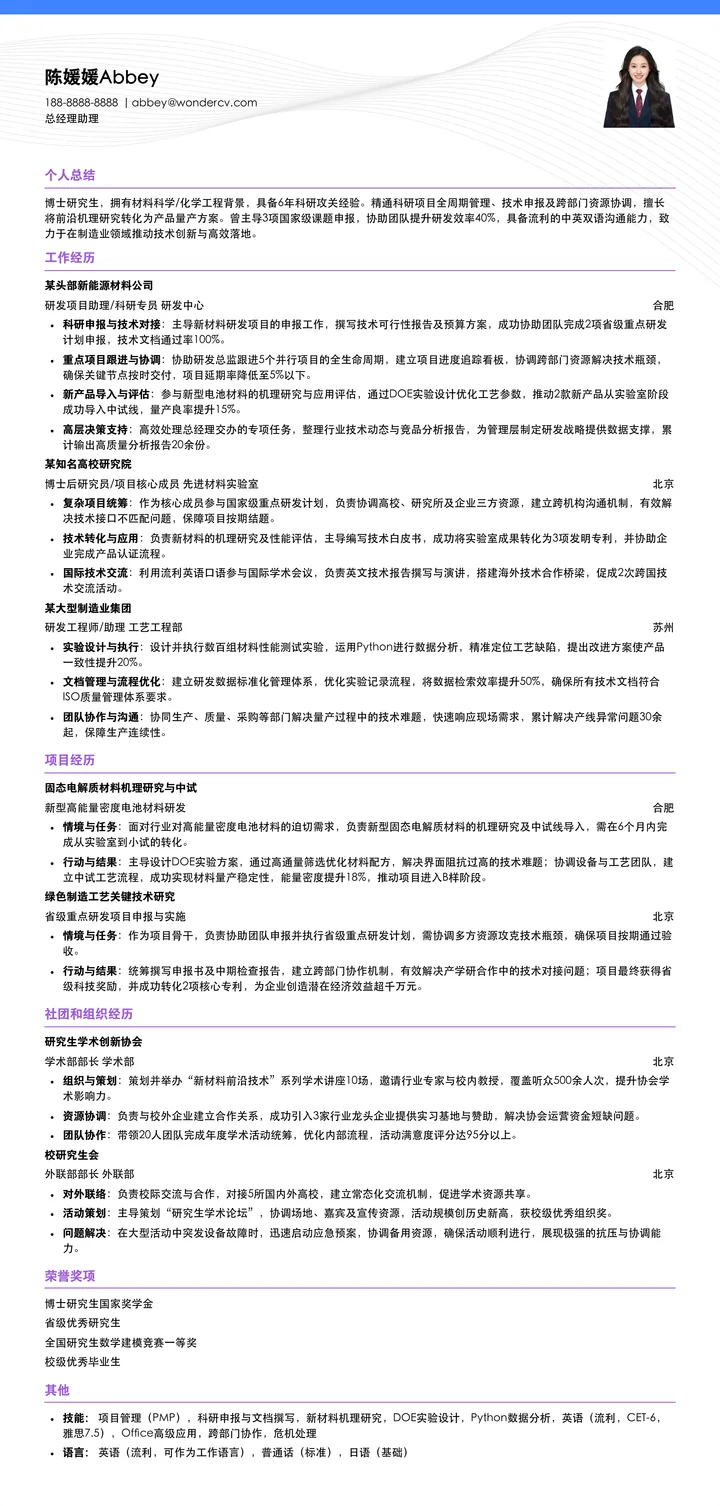 陈媛媛Abbey
188-8888-8888 | abbey@wondercv.com
总经理助理
个人总结
博士研究生，拥有材料科学/化学工程背景，具备6年科研攻关经验。精通科研项目全周期管理、技术申报及跨部门资源协调，擅长
将前沿机理研究转化为产品量产方案。曾主导3项国家级课题申报，协助团队提升研发效率40%，具备流利的中英双语沟通能力，致
力于在制造业领域推动技术创新与高效落地。
工作经历
某头部新能源材料公司
研发项目助理/科研专员 研发中心 合肥
• 科研申报与技术对接：主导新材料研发项目的申报工作，撰写技术可行性报告及预算方案，成功协助团队完成2项省级重点研发
计划申报，技术文档通过率100%。
• 重点项目跟进与协调：协助研发总监跟进5个并行项目的全生命周期，建立项目进度追踪看板，协调跨部门资源解决技术瓶颈，
确保关键节点按时交付，项目延期率降低至5%以下。
• 新产品导入与评估：参与新型电池材料的机理研究与应用评估，通过DOE实验设计优化工艺参数，推动2款新产品从实验室阶段
成功导入中试线，量产良率提升15%。
• 高层决策支持：高效处理总经理交办的专项任务，整理行业技术动态与竞品分析报告，为管理层制定研发战略提供数据支撑，累
计输出高质量分析报告20余份。
某知名高校研究院
博士后研究员/项目核心成员 先进材料实验室 北京
• 复杂项目统筹：作为核心成员参与国家级重点研发计划，负责协调高校、研究所及企业三方资源，建立跨机构沟通机制，有效解
决技术接口不匹配问题，保障项目按期结题。
• 技术转化与应用：负责新材料的机理研究及性能评估，主导编写技术白皮书，成功将实验室成果转化为3项发明专利，并协助企
业完成产品认证流程。
• 国际技术交流：利用流利英语口语参与国际学术会议，负责英文技术报告撰写与演讲，搭建海外技术合作桥梁，促成2次跨国技
术交流活动。
某大型制造业集团
研发工程师/助理 工艺工程部 苏州
• 实验设计与执行：设计并执行数百组材料性能测试实验，运用Python进行数据分析，精准定位工艺缺陷，提出改进方案使产品
一致性提升20%。
• 文档管理与流程优化：建立研发数据标准化管理体系，优化实验记录流程，将数据检索效率提升50%，确保所有技术文档符合
ISO质量管理体系要求。
• 团队协作与沟通：协同生产、质量、采购等部门解决量产过程中的技术难题，快速响应现场需求，累计解决产线异常问题30余
起，保障生产连续性。
项目经历
固态电解质材料机理研究与中试
新型高能量密度电池材料研发 合肥
• 情境与任务：面对行业对高能量密度电池材料的迫切需求，负责新型固态电解质材料的机理研究及中试线导入，需在6个月内完
成从实验室到小试的转化。
• 行动与结果：主导设计DOE实验方案，通过高通量筛选优化材料配方，解决界面阻抗过高的技术难题；协调设备与工艺团队，建
立中试工艺流程，成功实现材料量产稳定性，能量密度提升18%，推动项目进入B样阶段。
绿色制造工艺关键技术研究
省级重点研发项目申报与实施 北京
• 情境与任务：作为项目骨干，负责协助团队申报并执行省级重点研发计划，需协调多方资源攻克技术瓶颈，确保项目按期通过验
收。
• 行动与结果：统筹撰写申报书及中期检查报告，建立跨部门协作机制，有效解决产学研合作中的技术对接问题；项目最终获得省
级科技奖励，并成功转化2项核心专利，为企业创造潜在经济效益超千万元。
社团和组织经历
研究生学术创新协会
学术部部长 学术部 北京
• 组织与策划：策划并举办“新材料前沿技术”系列学术讲座10场，邀请行业专家与校内教授，覆盖听众500余人次，提升协会学
术影响力。
• 资源协调：负责与校外企业建立合作关系，成功引入3家行业龙头企业提供实习基地与赞助，解决协会运营资金短缺问题。
• 团队协作：带领20人团队完成年度学术活动统筹，优化内部流程，活动满意度评分达95分以上。
校研究生会
外联部部长 外联部 北京
• 对外联络：负责校际交流与合作，对接5所国内外高校，建立常态化交流机制，促进学术资源共享。
• 活动策划：主导策划“研究生学术论坛”，协调场地、嘉宾及宣传资源，活动规模创历史新高，获校级优秀组织奖。
• 问题解决：在大型活动中突发设备故障时，迅速启动应急预案，协调备用资源，确保活动顺利进行，展现极强的抗压与协调能
力。
荣誉奖项
博士研究生国家奖学金
省级优秀研究生
全国研究生数学建模竞赛一等奖
校级优秀毕业生
其他
• 技能： 项目管理（PMP），科研申报与文档撰写，新材料机理研究，DOE实验设计，Python数据分析，英语（流利，CET-6，
雅思7.5），Office高级应用，跨部门协作，危机处理
• 语言： 英语（流利，可作为工作语言），普通话（标准），日语（基础）